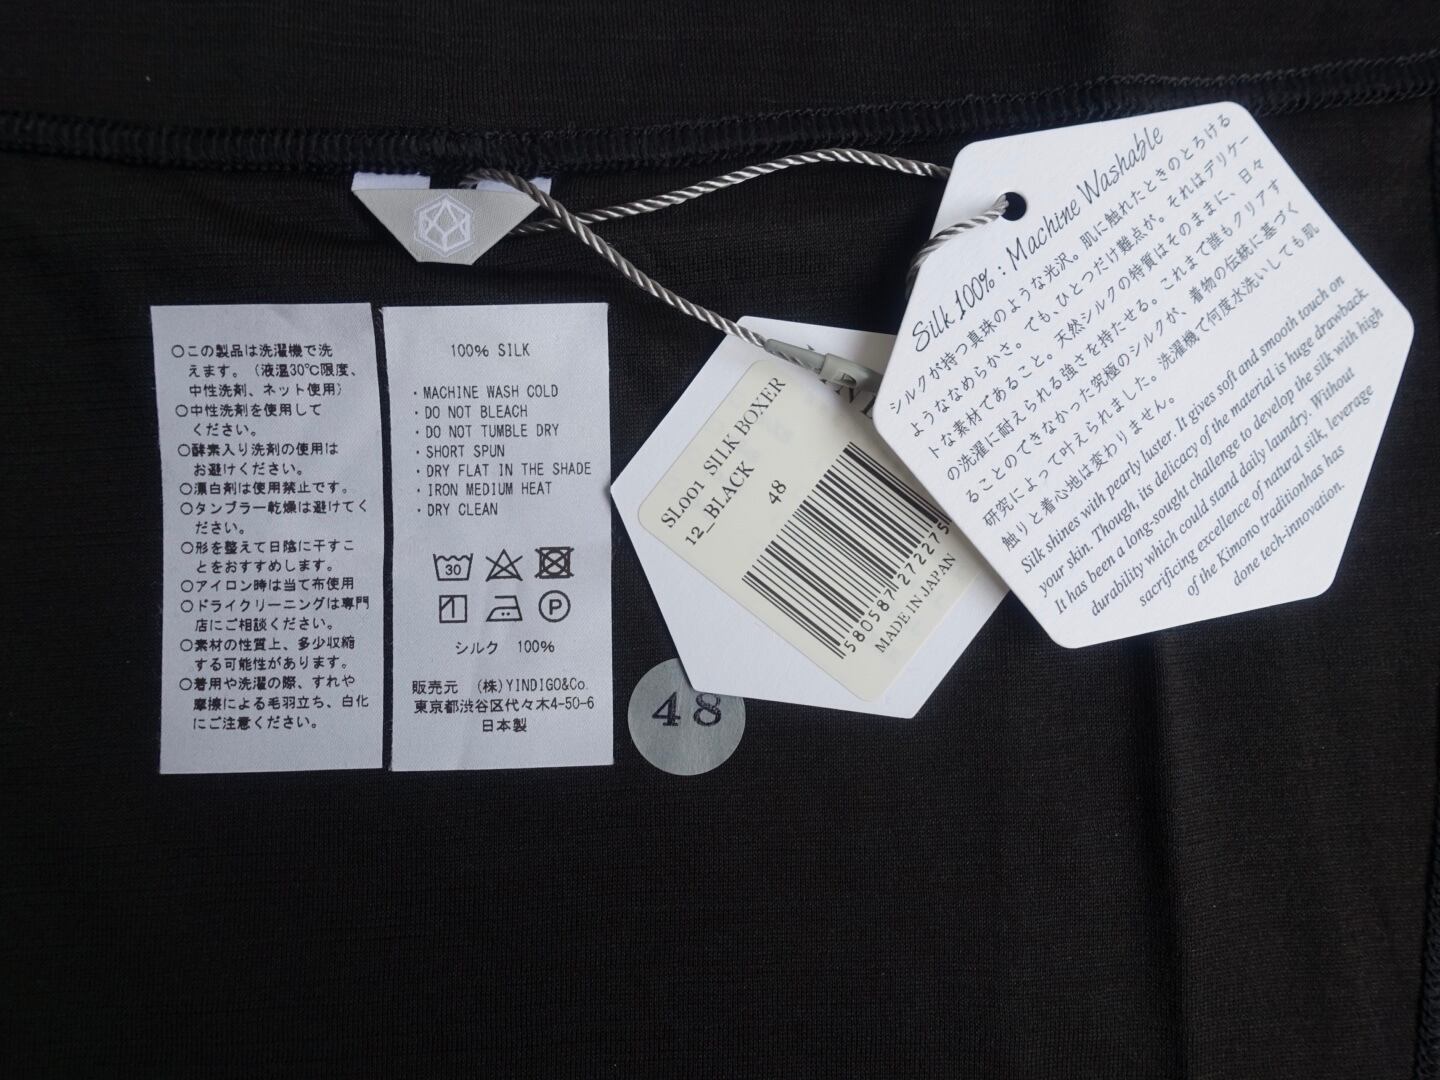 ○この製品は洗濯機で洗
えます。（液温30℃限度、
中性洗剤、ネット使用）
○中性洗剤を使用して
ください。
○酵素入り洗剤の使用は
お避けください。
○漂白剤は使用禁止です。
○タンブラー乾燥は避けてく
ださい。
○形を整えて日陰に干すこ
とをおすすめします。
○アイロン時は当て布使用
○ドライクリーニングは専門
店にご相談ください。
○素材の性質上、多少収縮
する可能性があります。
○着用や洗濯の際、すれや
摩擦による毛羽立ち、白化
にご注意ください。
100% SILK
・MACHINE WASH COLD
・DO NOT BLEACH
・DO NOT TUMBLE DRY
・SHORT SPUN
・DRY FLAT IN THE SHADE
・IRON MEDIUM HEAT
・DRY CLEAN
30
P
シルク 100%
販売元 (株)YINDIGO&Co.
東京都渋谷区代々木4-50-6
日本製
48
SL001 SILK BOXER
12_BLACK
48
580587272275
MADE IN JAPAN
Silk 100% : Machine Washable
シルクが持つ真珠のような光沢。肌に触れたときのとろける
ようななめらかさ。でも、ひとつだけ難点が。それはデリケー
トな素材であること。天然シルクの特質はそのままに、日々
の洗濯に耐えられる強さを持たせる。これまで誰もクリアす
ることのできなかった究極のシルクが、着物の伝統に基づく
研究によって叶えられました。洗濯機で何度水洗いしても肌
触りと着心地は変わりません。
Silk shines with pearly luster. It gives soft and smooth touch on
your skin. Though, its delicacy of the material is huge drawback.
It has been a long-sought challenge to develop the silk with high
durability which could stand daily laundry. Without
sacrificing excellence of natural silk, leverage
of the Kimono traditionhas has
done tech-innovation.